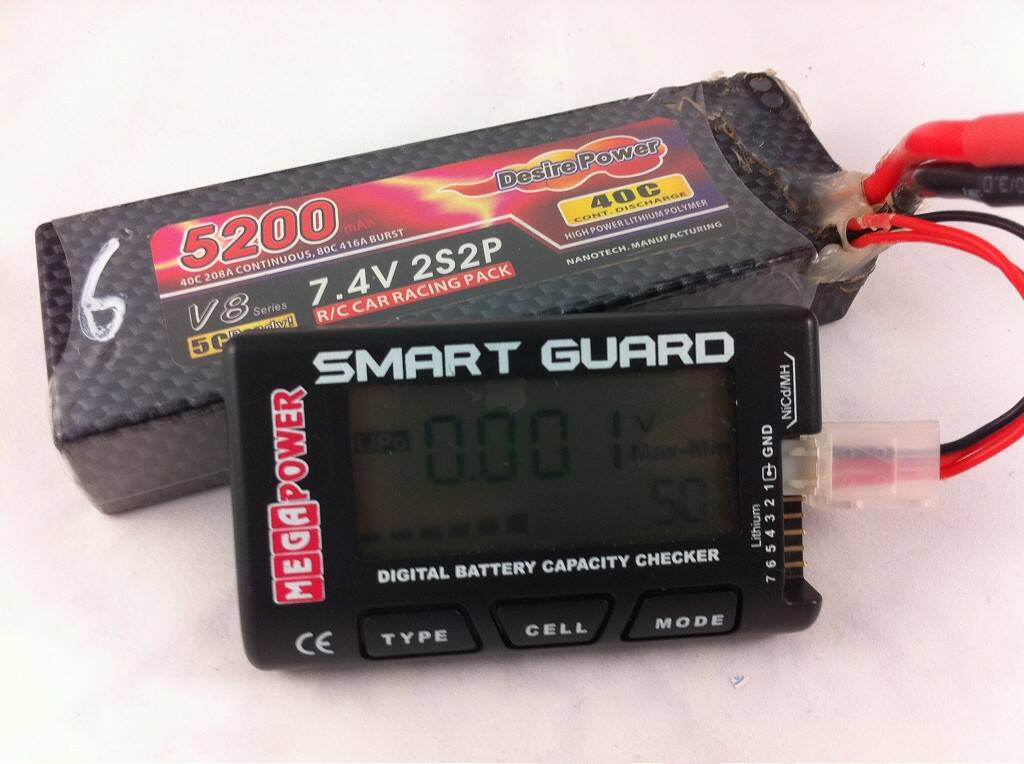 6
5200 mAh
40C 208A CONTINUOUS, 80C 416A BURST
V8 Series
7.4V 2S2P
R/C CAR RACING PACK
Desire Power
40C
CONT. DISCHARGE
HIGH POWER LITHIUM POLYMER
NANOTECH. MANUFACTURING
SMART GUARD
MEGAPOWER
LiPo
0.001 V
Max-Min
50
DIGITAL BATTERY CAPACITY CHECKER
NiCd/MH
Lithium
7 6 5 4 3 2 1 GND
CE
TYPE
CELL
MODE